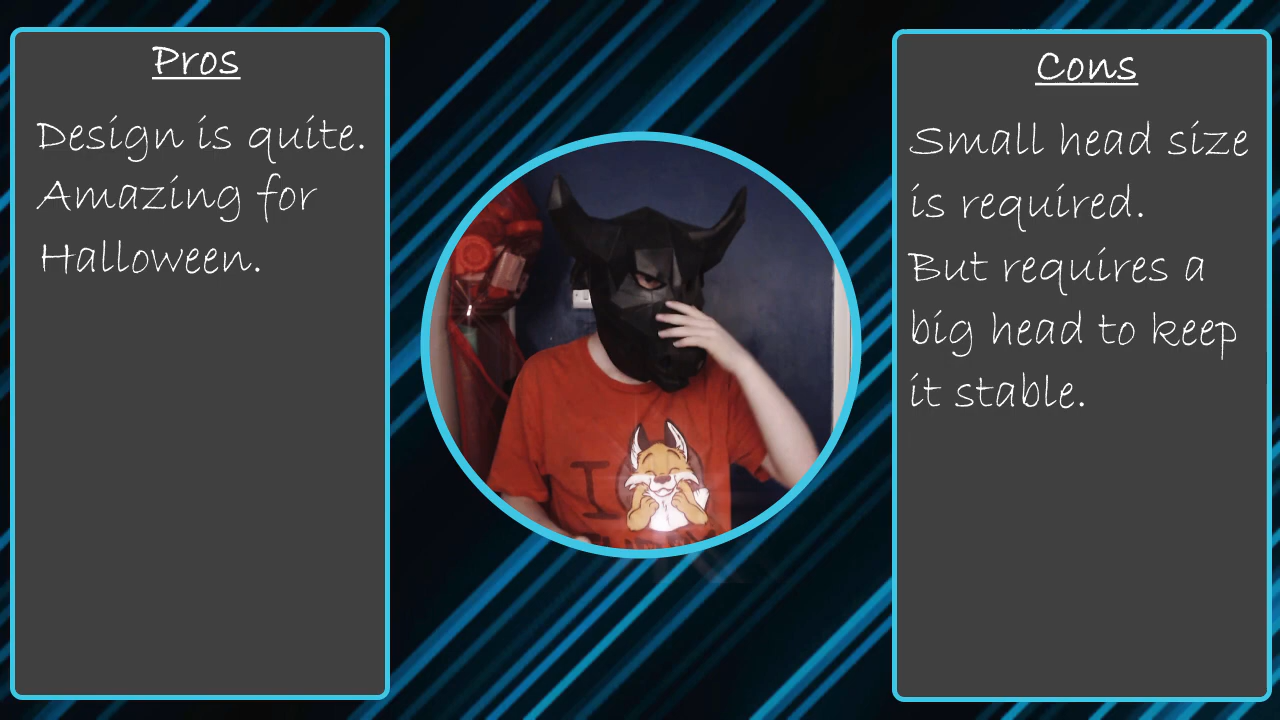 Pros
Design is quite.
Amazing for
Halloween.
Cons
Small head size
is required.
But requires a
big head to keep
it stable.
I